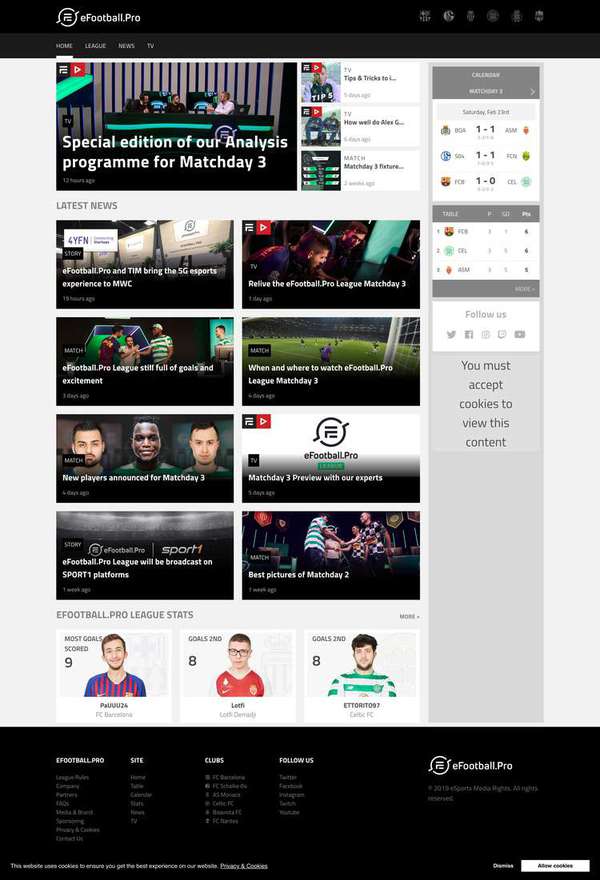 eFootball.Pro
HOME LEAGUE NEWS TV
TV
Special edition of our Analysis
programme for Matchday 3
12 hours ago
TV
Tips & Tricks to i...
5 days ago
TIP 5
TV
How well do Alex G...
6 days ago
MATCH
Matchday 3 fixture...
2 weeks ago
CALENDAR
MATCHDAY 3
Saturday, Feb 23rd
BOA 1 - 1 ASM
S04 1 - 1 FCN
FCB 1 - 0 CEL
TABLE P GD Pts
1 FCB 3 1 6
2 CEL 3 5 6
3 ASM 3 5 5
MORE »
Follow us
You must
accept
cookies to
view this
content
LATEST NEWS
4YFN
STORY
eFootball.Pro and TIM bring the 5G esports
experience to MWC
19 hours ago
TV
Relive the eFootball.Pro League Matchday 3
1 day ago
MATCH
eFootball.Pro League still full of goals and
excitement
3 days ago
MATCH
When and where to watch eFootball.Pro
League Matchday 3
4 days ago
MATCH
New players announced for Matchday 3
4 days ago
eFootball.Pro
LEAGUE
TV
Matchday 3 Preview with our experts
5 days ago
STORY
eFootball.Pro sport1
eFootball.Pro League will be broadcast on
SPORT1 platforms
1 week ago
MATCH
Best pictures of Matchday 2
1 week ago
EFOOTBALL.PRO LEAGUE STATS
MORE »
MOST GOALS
SCORED
9
PaUUU24
FC Barcelona
GOALS 2ND
8
Lotfi
Lotfi Derradji
GOALS 2ND
8
ETTORITO97
Celtic FC
EFOOTBALL.PRO
League Rules
Company
Partners
FAQs
Media & Brand
Sponsoring
Privacy & Cookies
Contact Us
SITE
Home
Table
Calendar
Stats
News
TV
CLUBS
FC Barcelona
FC Schalke 04
AS Monaco
Celtic FC
Boavista FC
FC Nantes
FOLLOW US
Twitter
Facebook
Instagram
Twitch
Youtube
eFootball.Pro
© 2019 eSports Media Rights. All rights
reserved.
This website uses cookies to ensure you get the best experience on our website. Privacy & Cookies
Dismiss
Allow cookies